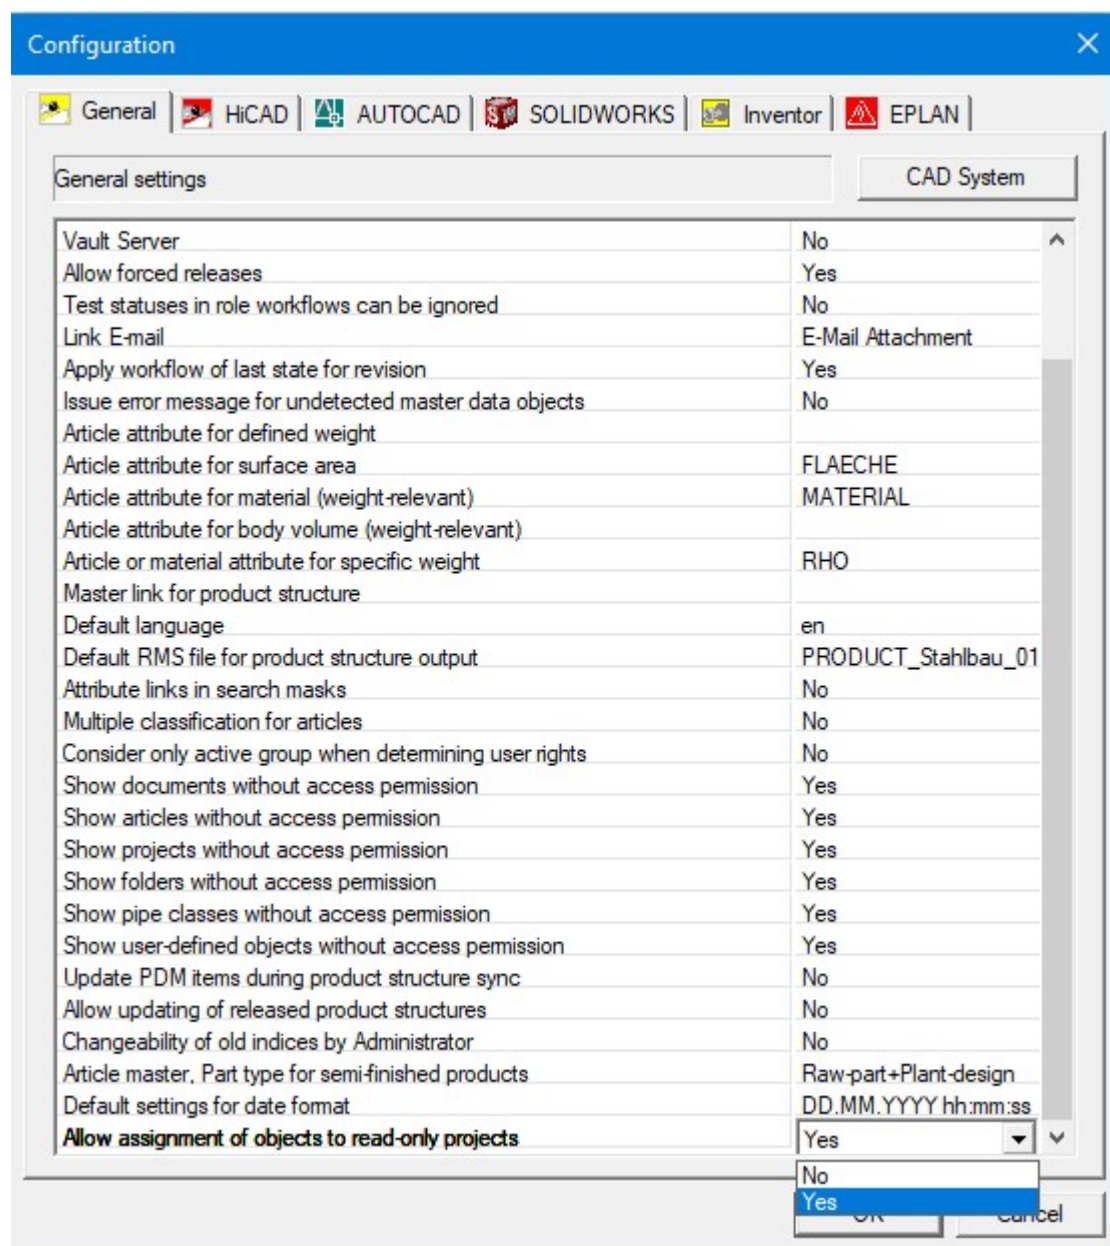 Configuration
General HiCAD AUTOCAD SOLIDWORKS Inventor EPLAN
General settings CAD System
Vault Server No
Allow forced releases Yes
Test statuses in role workflows can be ignored No
Link E-mail E-Mail Attachment
Apply workflow of last state for revision Yes
Issue error message for undetected master data objects No
Article attribute for defined weight
Article attribute for surface area FLAECHE
Article attribute for material (weight-relevant) MATERIAL
Article attribute for body volume (weight-relevant)
Article or material attribute for specific weight RHO
Master link for product structure
Default language en
Default RMS file for product structure output PRODUCT_Stahlbau_01
Attribute links in search masks No
Multiple classification for articles No
Consider only active group when determining user rights No
Show documents without access permission Yes
Show articles without access permission Yes
Show projects without access permission Yes
Show folders without access permission Yes
Show pipe classes without access permission Yes
Show user-defined objects without access permission Yes
Update PDM items during product structure sync No
Allow updating of released product structures No
Changeability of old indices by Administrator No
Article master, Part type for semi-finished products Raw-part+Plant-design
Default settings for date format DD.MM.YYYY hh:mm:ss
Allow assignment of objects to read-only projects Yes
No
Yes
OK Cancel